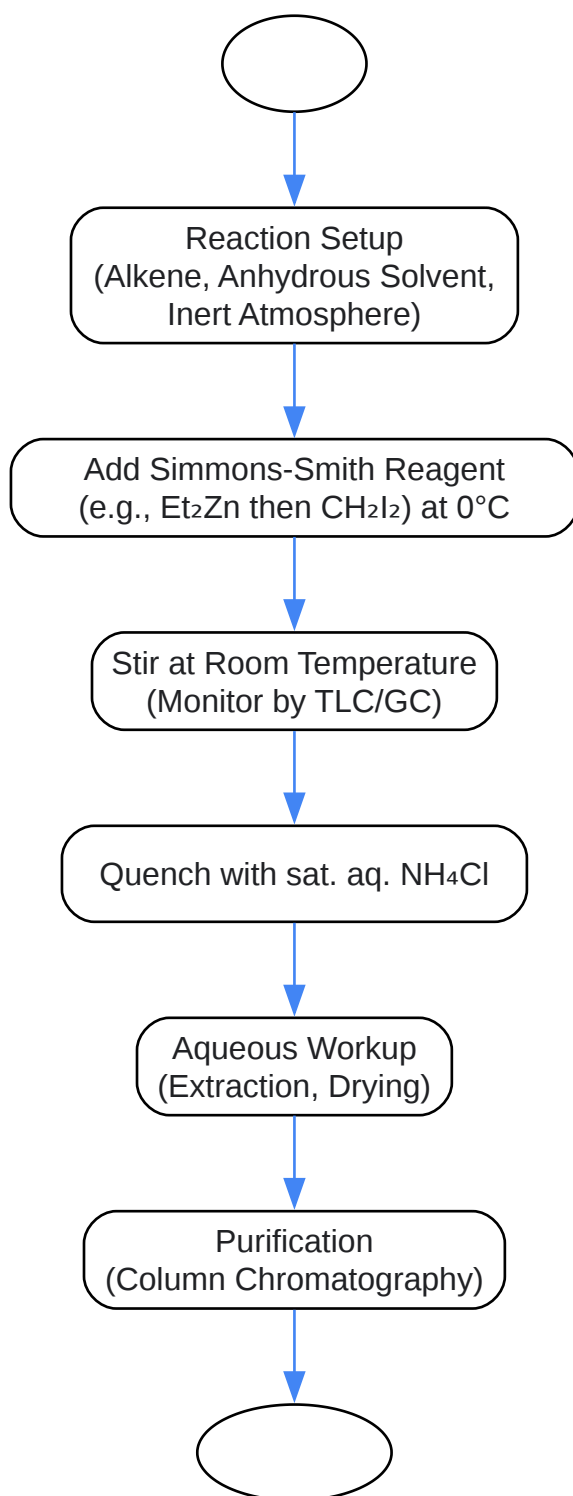 Reaction Setup
(Alkene, Anhydrous Solvent,
Inert Atmosphere)
Add Simmons-Smith Reagent
(e.g., Et₂Zn then CH₂I₂) at 0°C
Stir at Room Temperature
(Monitor by TLC/GC)
Quench with sat. aq. NH₄Cl
Aqueous Workup
(Extraction, Drying)
Purification
(Column Chromatography)